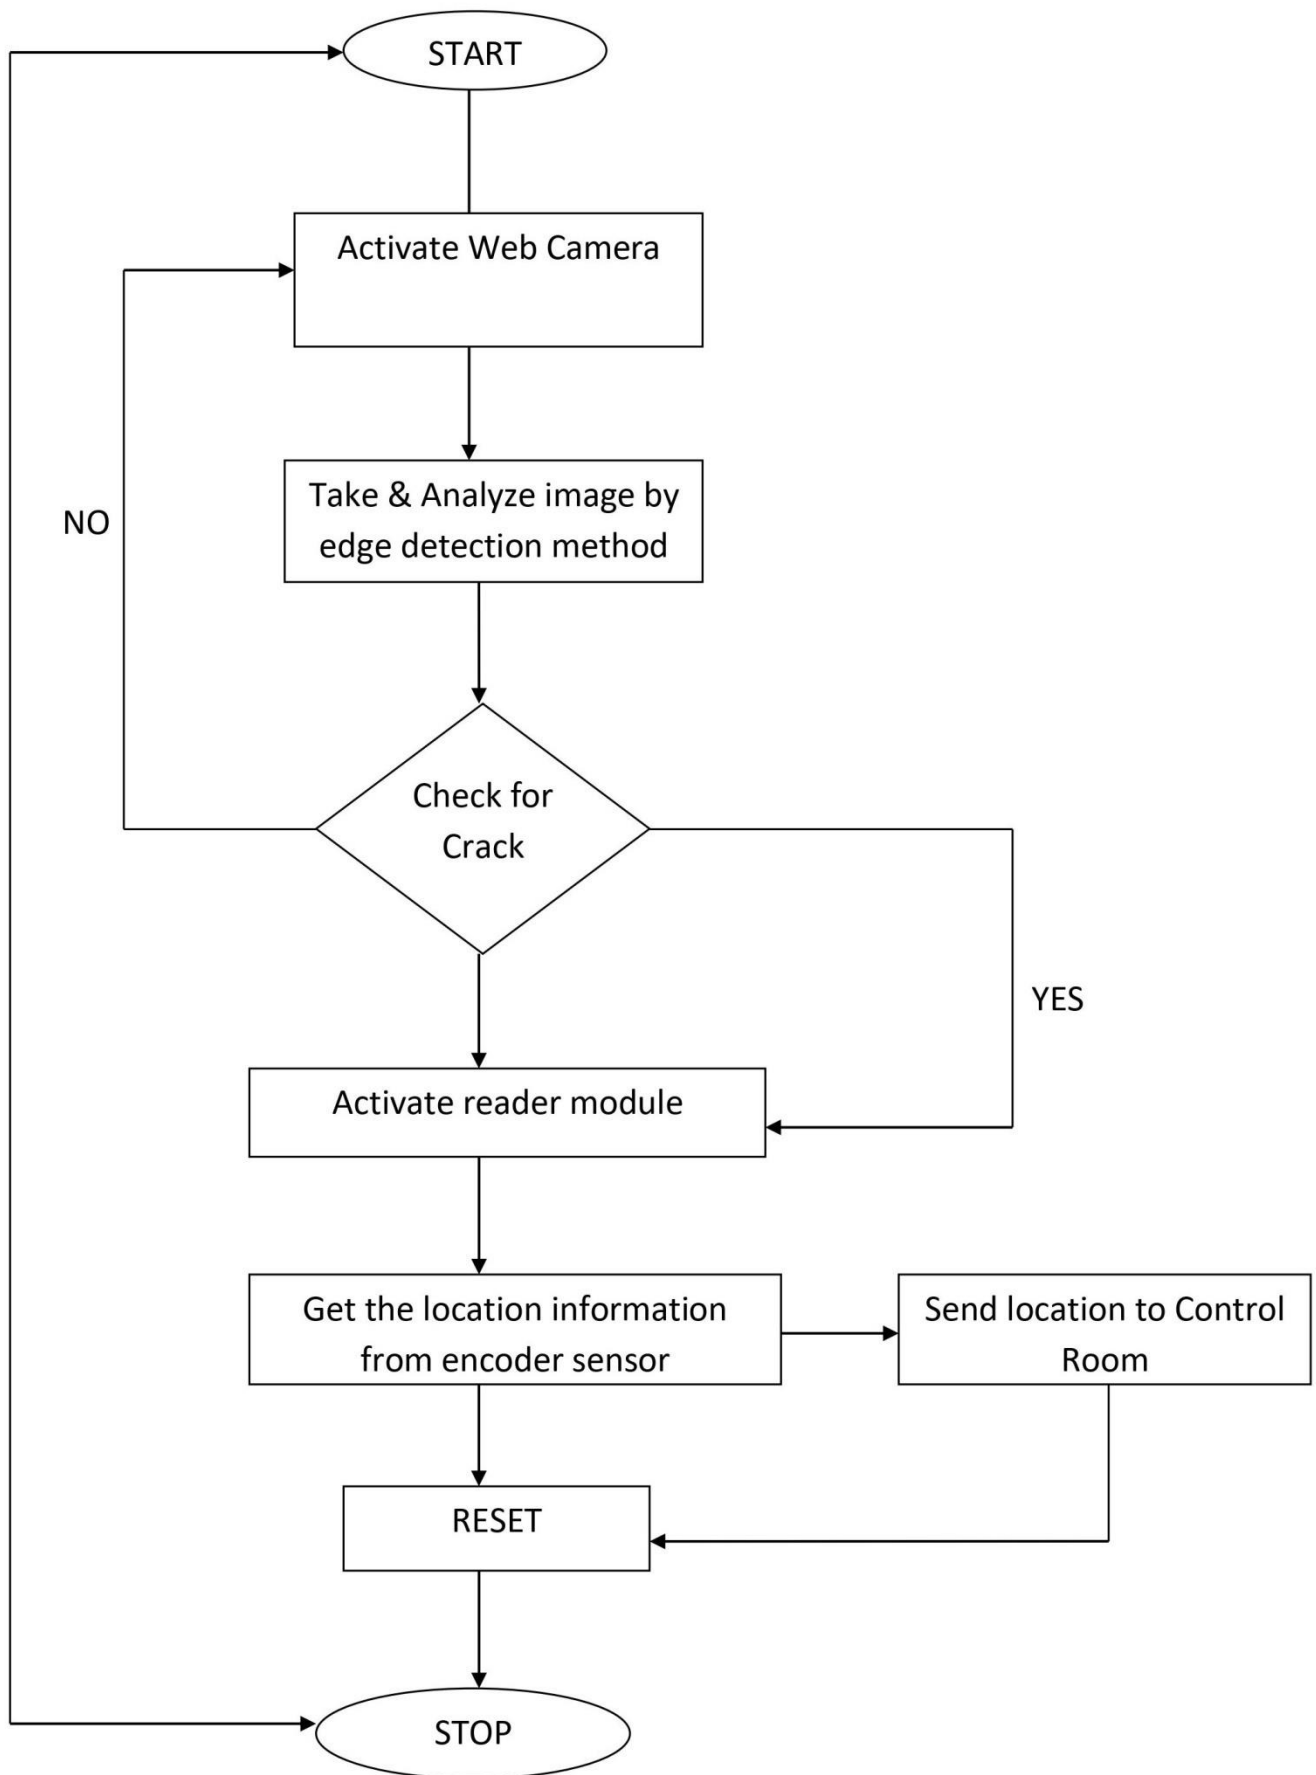 START
Activate Web Camera
Take & Analyze image by
edge detection method
NO
Check for
Crack
YES
Activate reader module
Get the location information
from encoder sensor
Send location to Control
Room
RESET
STOP